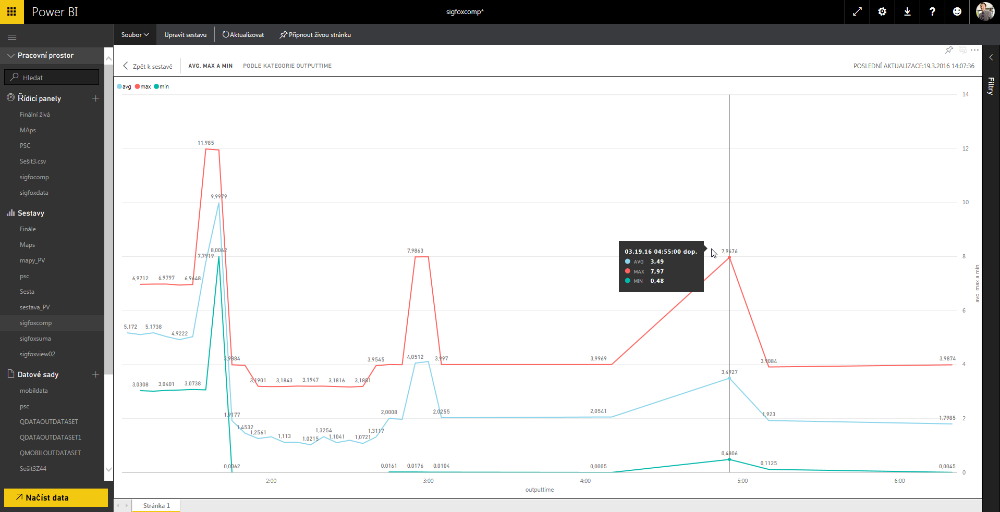 Power BI
sigfoxcomp*
?
Soubor
Upravit sestavu
Aktualizovat
Připnout živou stránku
Pracovní prostor
Hledat
Řídicí panely
Finální živá
MAps
PSC
Sešit3.csv
sigfocomp
sigfoxdata
Sestavy
Finále
Maps
mapy_PV
psc
Sesta
sestava_PV
sigfoxcomp
sigfoxsuma
sigfoxview02
Datové sady
mobildata
psc
QDATAOUTDATASET
QDATAOUTDATASET1
QMOBILOUTDATASET
Sešit3Z44
Načíst data
Zpět k sestavě
AVG, MAX A MIN
PODLE KATEGORIE OUTPUTTIME
POSLEDNÍ AKTUALIZACE:19.3.2016 14:07:36
Filtry
avg max min
14
12
10
8
6
4
2
0
avg, max a min
11,985
9,9979
8,0062
7,7919
7,9863
7,9676
6,9712 6,9797 6,9648
5,172 5,1738 4,9222
3,9884
3,9545
4,0512
3,997
3,9969
3,9084
3,9874
3,1901 3,1843 3,1947 3,1816 3,1881
3,4927
3,0308 3,0401 3,0738
1,9177
1,4532
1,2561
1,113
1,0215
1,3254
1,1041
1,0721
1,3117
2,0008
2,0255
2,0541
1,923
1,7985
0,0062
0,0161
0,0176
0,0104
0,0005
0,4806
0,1125
0,0045
03.19.16 04:55:00 dop.
AVG 3,49
MAX 7,97
MIN 0,48
2:00 3:00 4:00 5:00 6:00
outputtime
Stránka 1